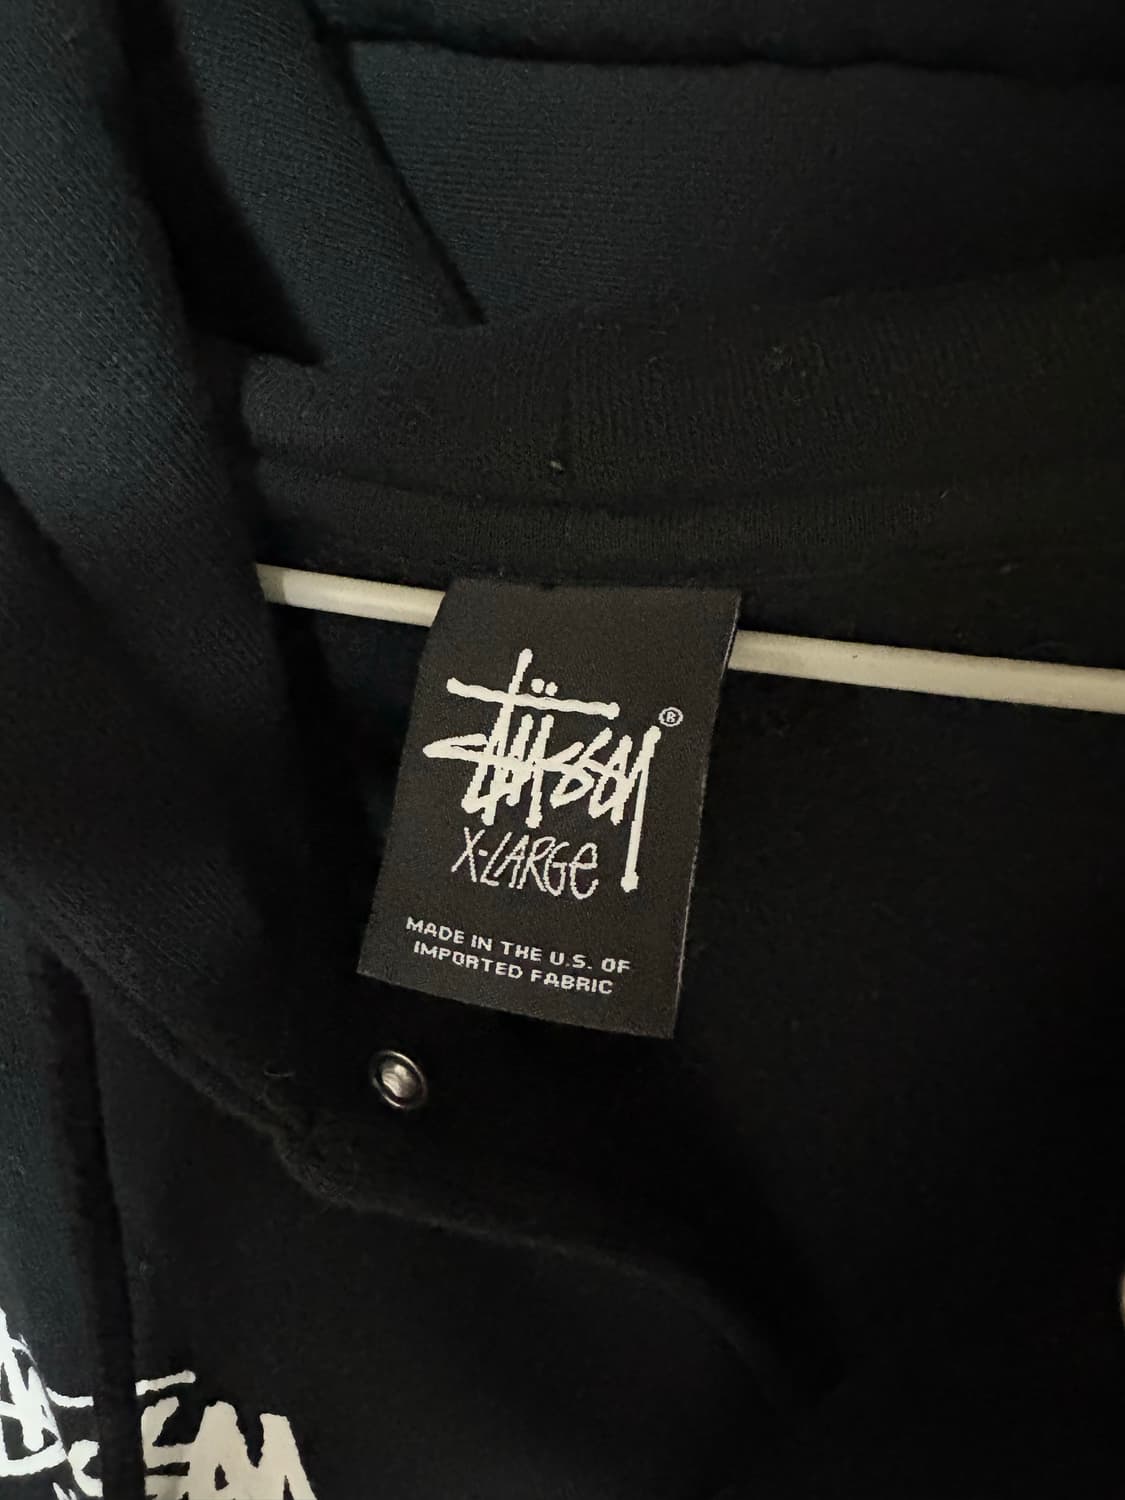 Stüssy ®
X-LARGE
MADE IN THE U.S. OF
IMPORTED FABRIC